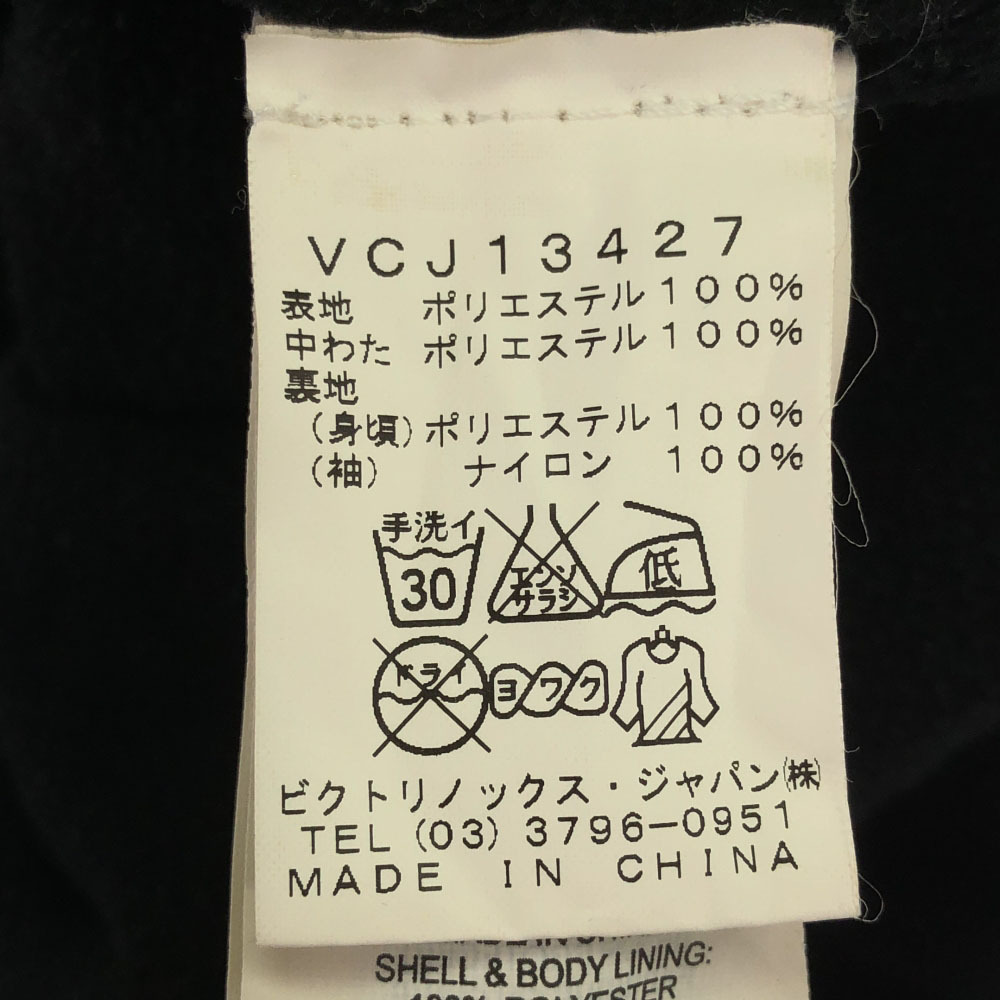 VCJ13427
表地 ポリエステル100%
中わた ポリエステル100%
裏地
(身頃)ポリエステル100%
(袖) ナイロン 100%
手洗イ
30
エンソ
サラシ
低
ドライ
ヨワク
ビクトリノックス・ジャパン㈱
TEL (03) 3796-0951
MADE IN CHINA
SHELL & BODY LINING:
100% POLYESTER